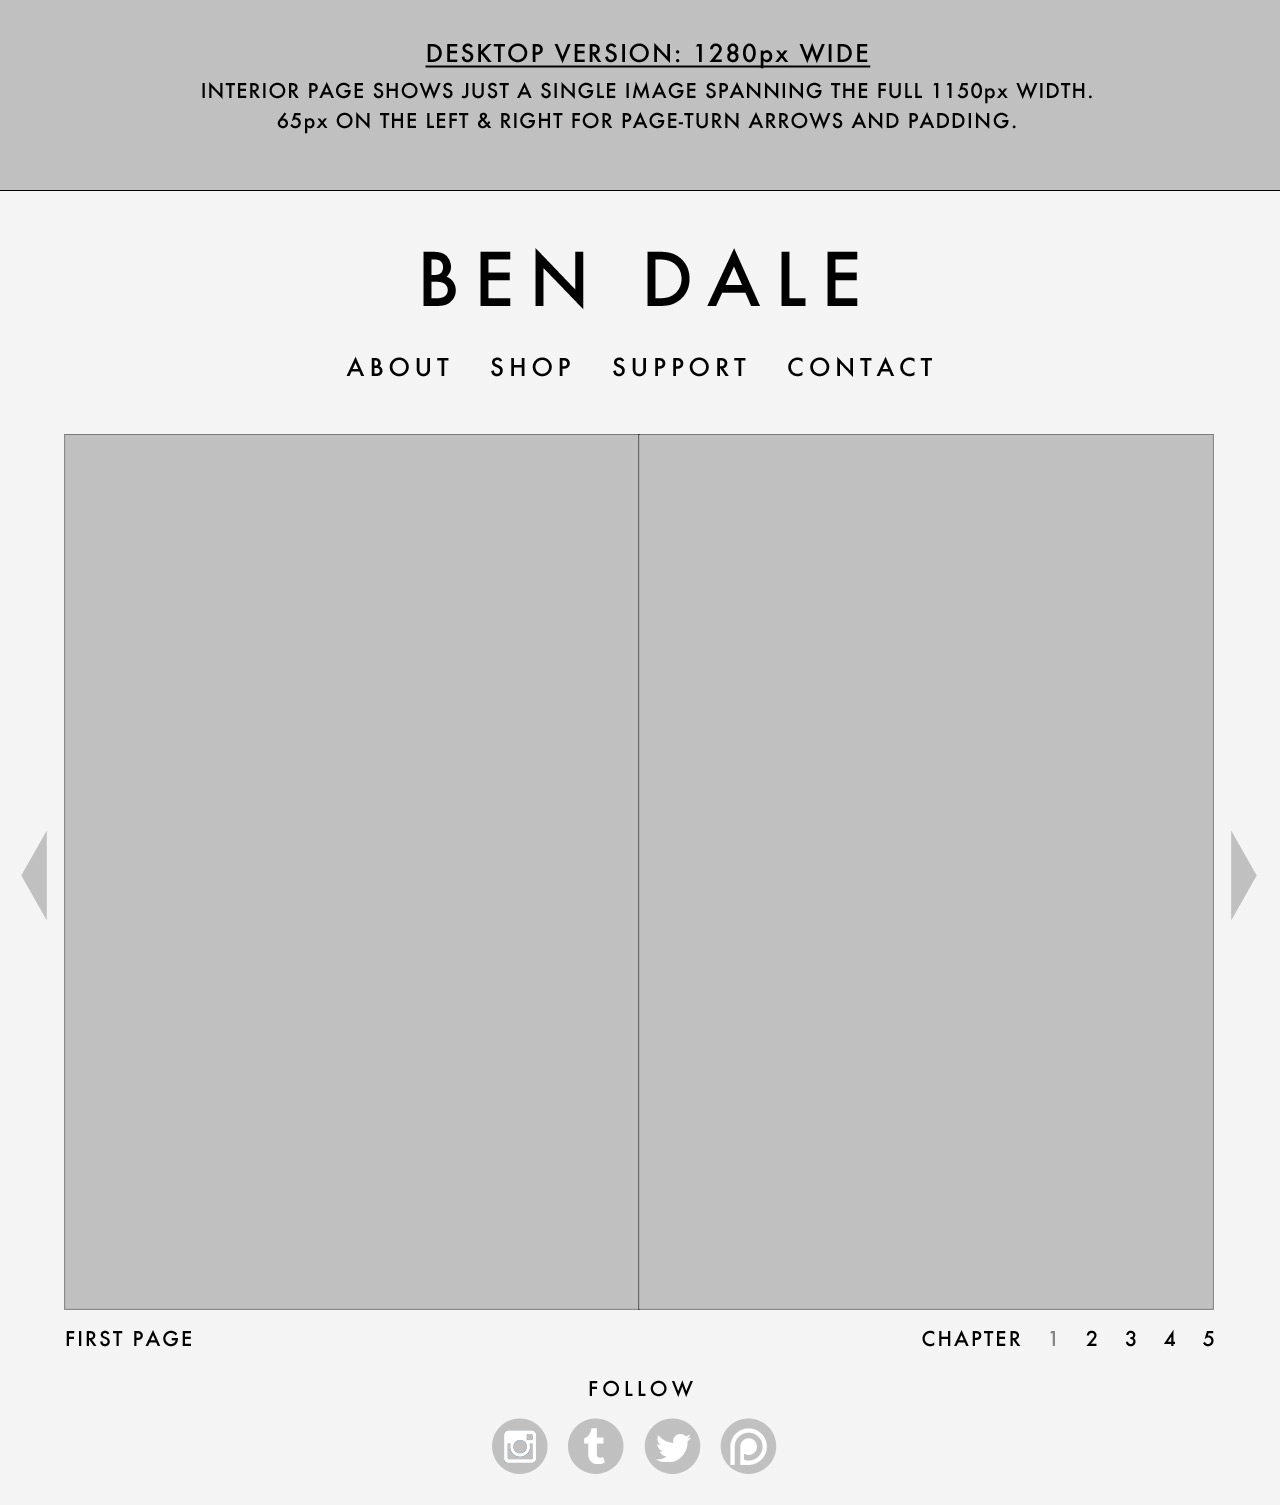 DESKTOP VERSION: 1280px WIDE
INTERIOR PAGE SHOWS JUST A SINGLE IMAGE SPANNING THE FULL 1150px WIDTH.
65px ON THE LEFT & RIGHT FOR PAGE-TURN ARROWS AND PADDING.
BEN DALE
ABOUT SHOP SUPPORT CONTACT
FIRST PAGE
CHAPTER 1 2 3 4 5
FOLLOW